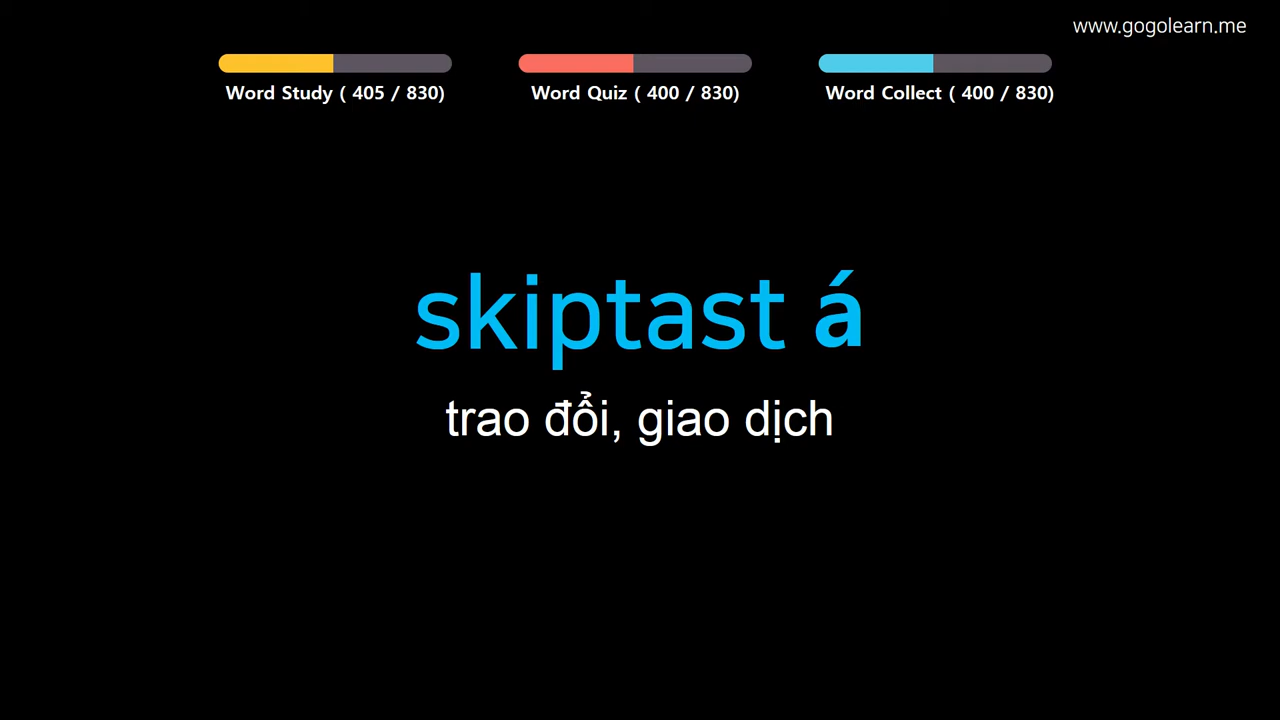 www.gogolearn.me
Word Study ( 405 / 830)
Word Quiz ( 400 / 830)
Word Collect ( 400 / 830)
skiptast á
trao đổi, giao dịch